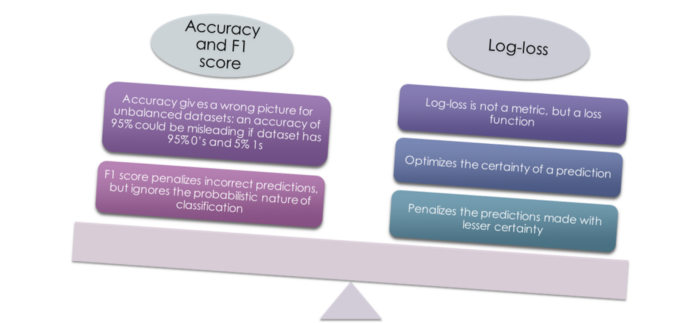 Accuracy
and F1
score
Accuracy gives a wrong picture for
unbalanced datasets: an accuracy of
95% could be misleading if dataset has
95% 0's and 5% 1s
F1 score penalizes incorrect predictions,
but ignores the probabilistic nature of
classification
Log-loss
Log-loss is not a metric, but a loss
function
Optimizes the certainty of a prediction
Penalizes the predictions made with
lesser certainty